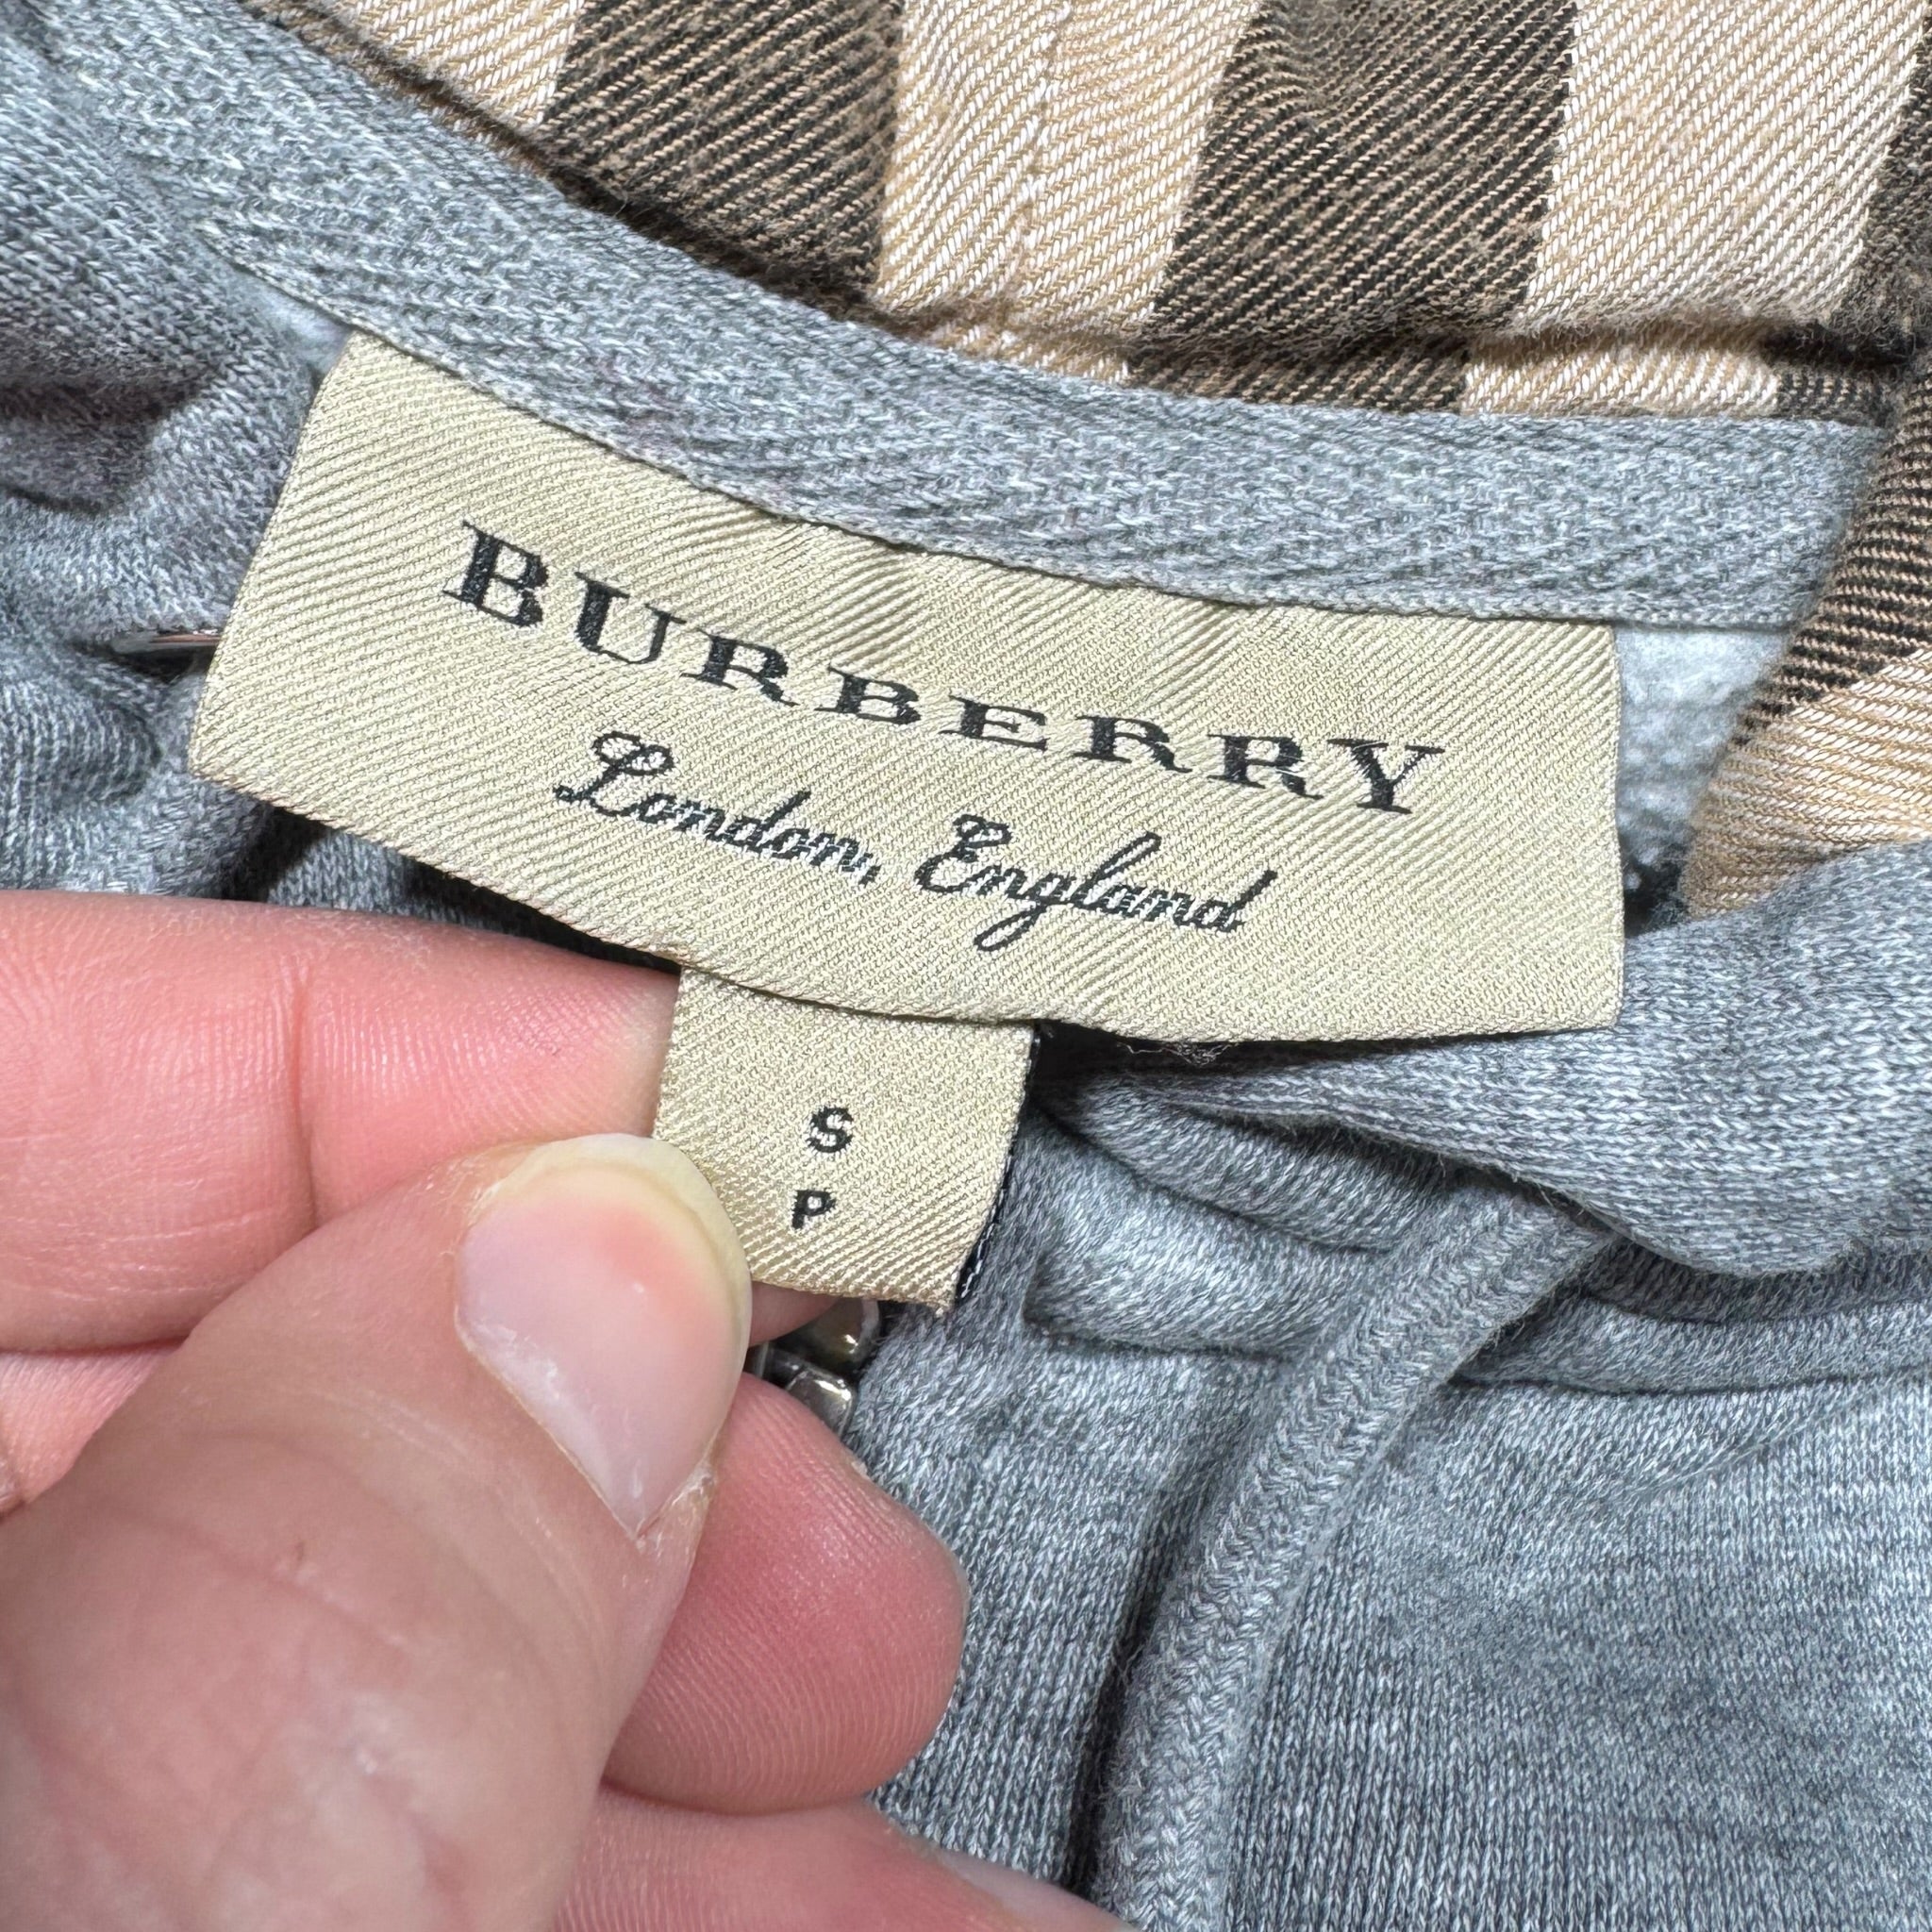 BURBERRY
London, England
S
P